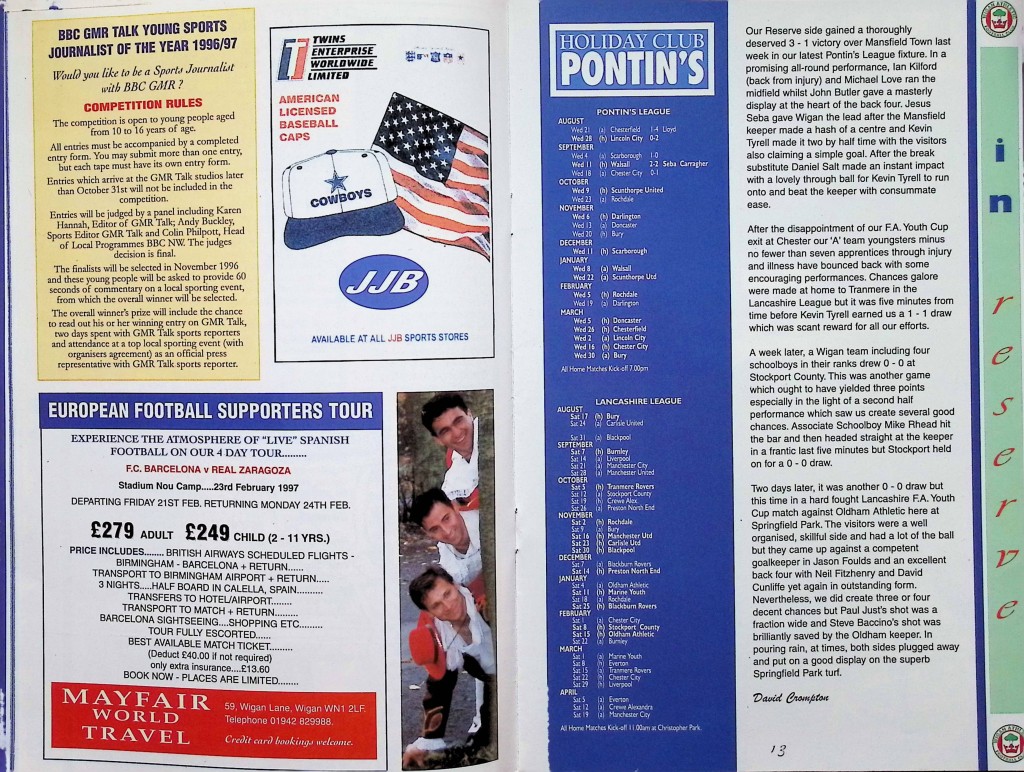 BBC GMR TALK YOUNG SPORTS
JOURNALIST OF THE YEAR 1996/97
Would you like to be a Sports Journalist
with BBC GMR ?
COMPETITION RULES
The competition is open to young people aged
from 10 to 16 years of age.
All entries must be accompanied by a completed
entry form. You may submit more than one entry,
but each tape must have its own entry form.
Entries which arrive at the GMR Talk studios later
than October 31st will not be included in the
competition.
Entries will be judged by a panel including Karen
Hannah, Editor of GMR Talk; Andy Buckley,
Sports Editor GMR Talk and Colin Philpott, Head
of Local Programmes BBC NW. The judges
decision is final.
The finalists will be selected in November 1996
and these young people will be asked to provide 60
seconds of commentary on a local sporting event,
from which the overall winner will be selected.
The overall winner's prize will include the chance
to read out his or her winning entry on GMR Talk,
two days spent with GMR Talk sports reporters
and attendance at a top local sporting event (with
organisers agreement) as an official press
representative with GMR Talk sports reporter.
TWINS
ENTERPRISE
WORLDWIDE
LIMITED
AMERICAN
LICENSED
BASEBALL
CAPS
COWBOYS
JJB
AVAILABLE AT ALL JJB SPORTS STORES
EUROPEAN FOOTBALL SUPPORTERS TOUR
EXPERIENCE THE ATMOSPHERE OF "LIVE" SPANISH
FOOTBALL ON OUR 4 DAY TOUR.........
F.C. BARCELONA v REAL ZARAGOZA
Stadium Nou Camp.....23rd February 1997
DEPARTING FRIDAY 21ST FEB. RETURNING MONDAY 24TH FEB.
£279 ADULT £249 CHILD (2 - 11 YRS.)
PRICE INCLUDES........ BRITISH AIRWAYS SCHEDULED FLIGHTS -
BIRMINGHAM - BARCELONA + RETURN......
TRANSPORT TO BIRMINGHAM AIRPORT + RETURN.....
3 NIGHTS....HALF BOARD IN CALELLA, SPAIN..........
TRANSFERS TO HOTEL/AIRPORT........
TRANSPORT TO MATCH + RETURN.........
BARCELONA SIGHTSEEING....SHOPPING ETC..........
TOUR FULLY ESCORTED......
BEST AVAILABLE MATCH TICKET.........
(Deduct £40.00 if not required)
only extra insurance....£13.60
BOOK NOW - PLACES ARE LIMITED........
MAYFAIR
WORLD
TRAVEL
59, Wigan Lane, Wigan WN1 2LF.
Telephone 01942 829988.
Credit card bookings welcome.
HOLIDAY CLUB
PONTIN'S
PONTIN'S LEAGUE
AUGUST
Wed 21 (a) Chesterfield 1-4 Lloyd
Wed 28 (h) Lincoln City 0-2
SEPTEMBER
Wed 4 (a) Scarborough 1-0
Wed 11 (h) Walsall 2-2 Seba Carragher
Wed 18 (a) Chester City 0-1
OCTOBER
Wed 9 (h) Scunthorpe United
Wed 23 (a) Rochdale
NOVEMBER
Wed 6 (h) Darlington
Wed 13 (a) Doncaster
Wed 20 (h) Bury
DECEMBER
Wed 11 (h) Scarborough
JANUARY
Wed 8 (a) Walsall
Wed 22 (a) Scunthorpe Utd
FEBRUARY
Wed 5 (h) Rochdale
Wed 19 (a) Darlington
MARCH
Wed 5 (h) Doncaster
Wed 26 (h) Chesterfield
Wed 2 (a) Lincoln City
Wed 16 (h) Chester City
Wed 30 (a) Bury
All Home Matches Kick-off 7.00pm
LANCASHIRE LEAGUE
AUGUST
Sat 17 (h) Bury
Sat 24 (a) Carlisle United
Sat 31 (a) Blackpool
SEPTEMBER
Sat 7 (h) Burnley
Sat 14 (a) Liverpool
Sat 21 (a) Manchester City
Sat 28 (a) Manchester United
OCTOBER
Sat 5 (h) Tranmere Rovers
Sat 12 (a) Stockport County
Sat 19 (h) Crewe Alex.
Sat 26 (a) Preston North End
NOVEMBER
Sat 2 (h) Rochdale
Sat 9 (a) Bury
Sat 16 (h) Manchester Utd
Sat 23 (h) Carlisle Utd
Sat 30 (h) Blackpool
DECEMBER
Sat 7 (a) Blackburn Rovers
Sat 14 (h) Preston North End
JANUARY
Sat 4 (a) Oldham Athletic
Sat 11 (h) Marine Youth
Sat 18 (a) Rochdale
Sat 25 (h) Blackburn Rovers
FEBRUARY
Sat 1 (a) Chester City
Sat 8 (h) Stockport County
Sat 15 (h) Oldham Athletic
Sat 22 (a) Burnley
MARCH
Sat 1 (a) Marine Youth
Sat 8 (h) Everton
Sat 15 (a) Tranmere Rovers
Sat 22 (h) Chester City
Sat 29 (h) Liverpool
APRIL
Sat 5 (a) Everton
Sat 12 (a) Crewe Alexandra
Sat 19 (a) Manchester City
All Home Matches Kick-off 11.00am at Christopher Park.
Our Reserve side gained a thoroughly
deserved 3 - 1 victory over Mansfield Town last
week in our latest Pontin's League fixture. In a
promising all-round performance, Ian Kilford
(back from injury) and Michael Love ran the
midfield whilst John Butler gave a masterly
display at the heart of the back four. Jesus
Seba gave Wigan the lead after the Mansfield
keeper made a hash of a centre and Kevin
Tyrell made it two by half time with the visitors
also claiming a simple goal. After the break
substitute Daniel Salt made an instant impact
with a lovely through ball for Kevin Tyrell to run
onto and beat the keeper with consummate
ease.
After the disappointment of our F.A. Youth Cup
exit at Chester our 'A' team youngsters minus
no fewer than seven apprentices through injury
and illness have bounced back with some
encouraging performances. Chances galore
were made at home to Tranmere in the
Lancashire League but it was five minutes from
time before Kevin Tyrell earned us a 1 - 1 draw
which was scant reward for all our efforts.
A week later, a Wigan team including four
schoolboys in their ranks drew 0 - 0 at
Stockport County. This was another game
which ought to have yielded three points
especially in the light of a second half
performance which saw us create several good
chances. Associate Schoolboy Mike Rhead hit
the bar and then headed straight at the keeper
in a frantic last five minutes but Stockport held
on for a 0 - 0 draw.
Two days later, it was another 0 - 0 draw but
this time in a hard fought Lancashire F.A. Youth
Cup match against Oldham Athletic here at
Springfield Park. The visitors were a well
organised, skillful side and had a lot of the ball
but they came up against a competent
goalkeeper in Jason Foulds and an excellent
back four with Neil Fitzhenry and David
Cunliffe yet again in outstanding form.
Nevertheless, we did create three or four
decent chances but Paul Just's shot was a
fraction wide and Steve Baccino's shot was
brilliantly saved by the Oldham keeper. In
pouring rain, at times, both sides plugged away
and put on a good display on the superb
Springfield Park turf.
David Crompton
13
in reserve